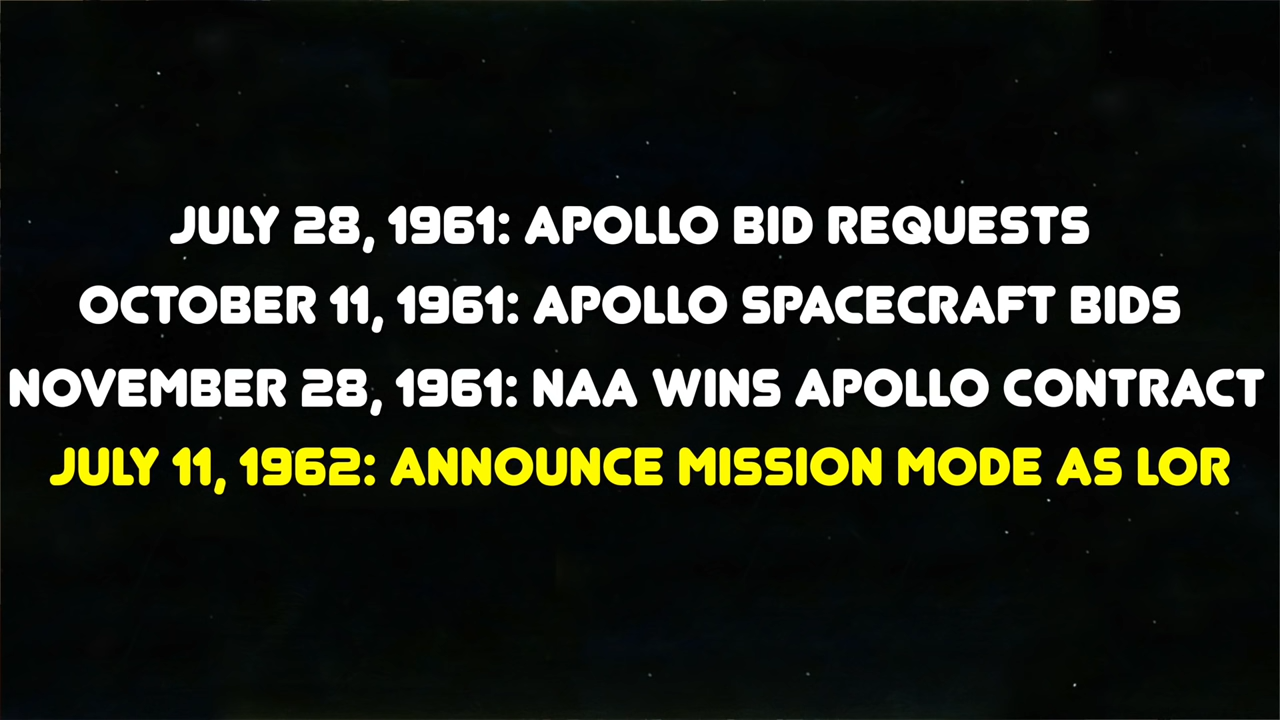 JULY 28, 1961: APOLLO BID REQUESTS
OCTOBER 11, 1961: APOLLO SPACECRAFT BIDS
NOVEMBER 28, 1961: NAA WINS APOLLO CONTRACT
JULY 11, 1962: ANNOUNCE MISSION MODE AS LOR